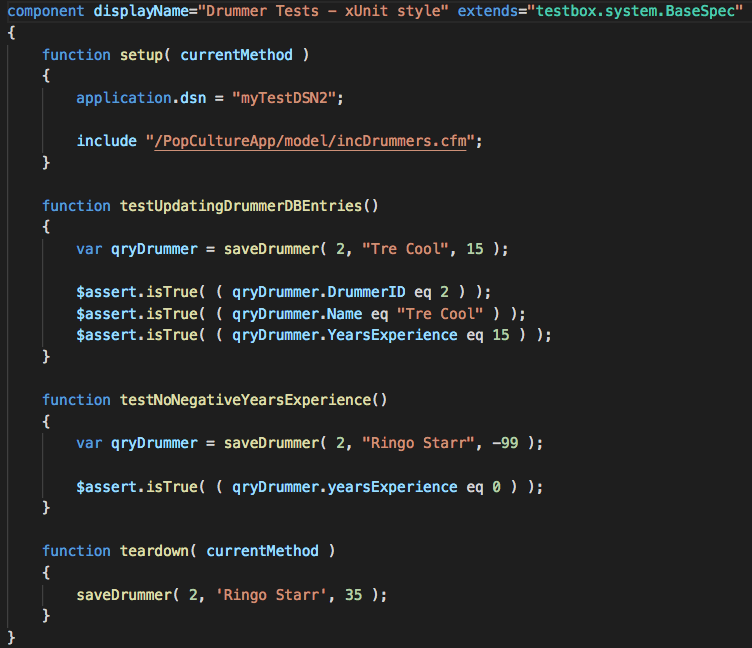 component displayName="Drummer Tests – xUnit style" extends="testbox.system.BaseSpec"
{
    function setup( currentMethod )
    {
        application.dsn = "myTestDSN2";

        include "/PopCultureApp/model/incDrummers.cfm";
    }

    function testUpdatingDrummerDBEntries()
    {
        var qryDrummer = saveDrummer( 2, "Tre Cool", 15 );

        $assert.isTrue( ( qryDrummer.DrummerID eq 2 ) );
        $assert.isTrue( ( qryDrummer.Name eq "Tre Cool" ) );
        $assert.isTrue( ( qryDrummer.YearsExperience eq 15 ) );
    }

    function testNoNegativeYearsExperience()
    {
        var qryDrummer = saveDrummer( 2, "Ringo Starr", -99 );

        $assert.isTrue( ( qryDrummer.yearsExperience eq 0 ) );
    }

    function teardown( currentMethod )
    {
        saveDrummer( 2, 'Ringo Starr', 35 );
    }
}